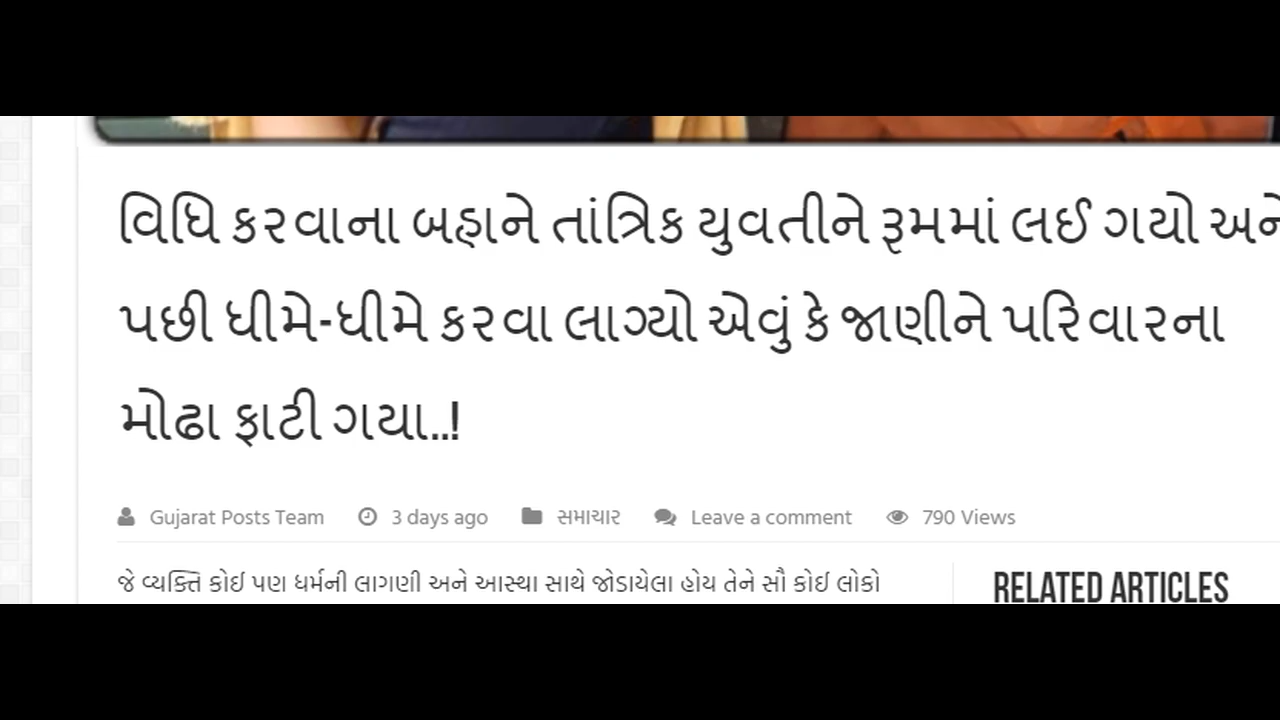 વિધિ કરવાના બહાને તાંત્રિક યુવતીને રૂમમાં લઈ ગયો અને
પછી ધીમે-ધીમે કરવા લાગ્યો એવું કે જાણીને પરિવારના
મોઢા ફાટી ગયા..!
Gujarat Posts Team 3 days ago સમાચાર Leave a comment 790 Views
જે વ્યક્તિ કોઈ પણ ધર્મની લાગણી અને આસ્થા સાથે જોડાયેલા હોય તેને સૌ કોઈ લોકો
RELATED ARTICLES